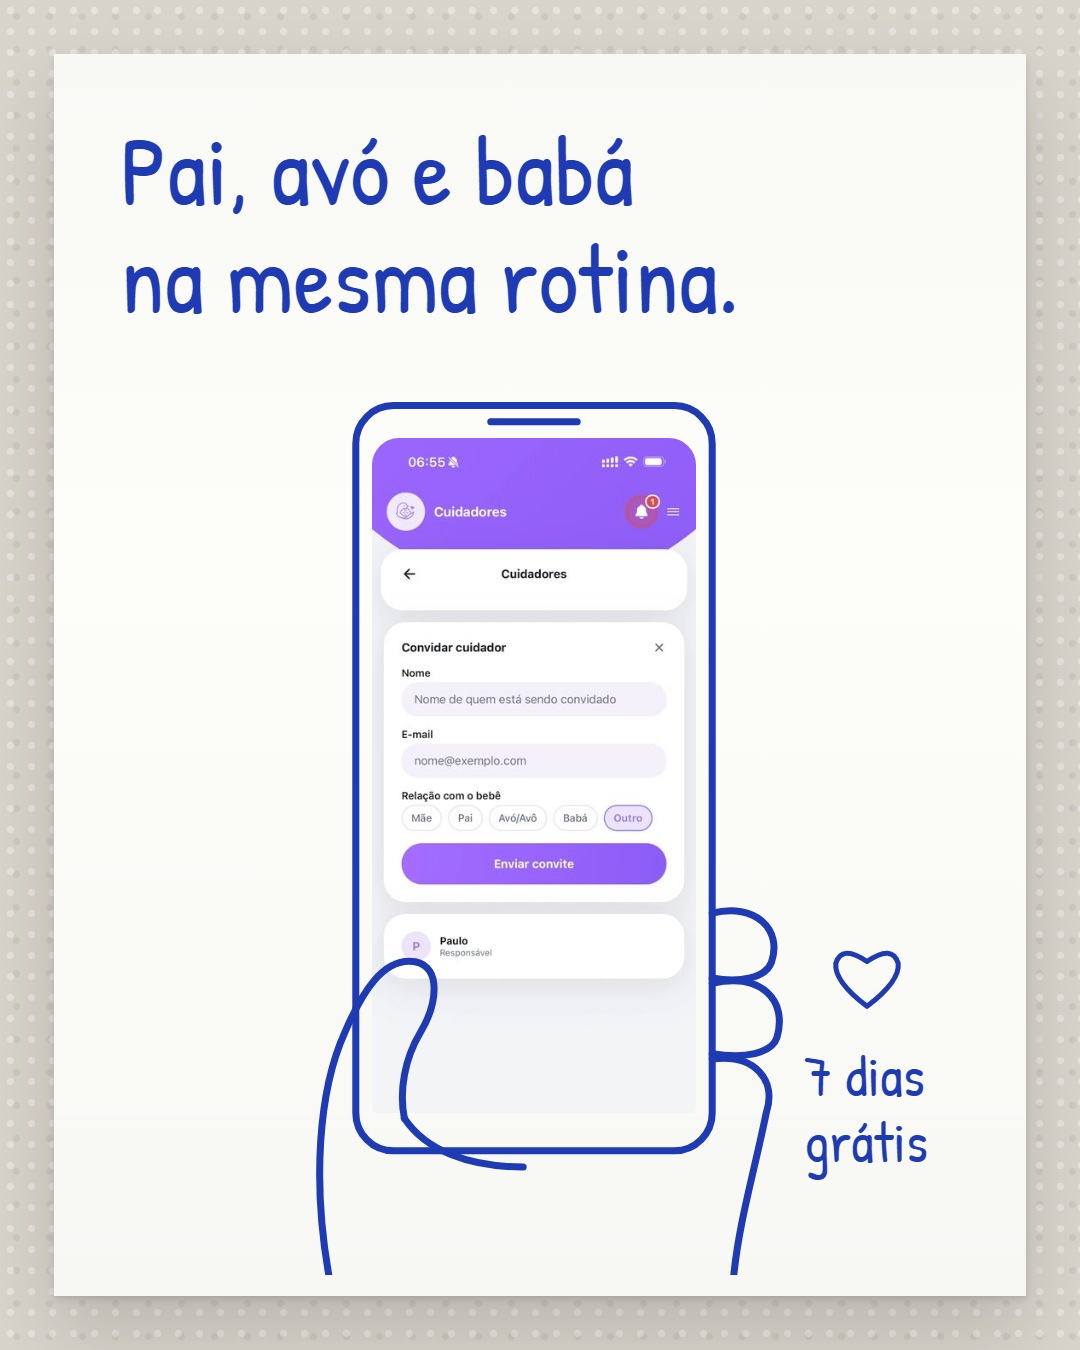 Pai, avó e babá
na mesma rotina.
06:55
1
Cuidadores
Cuidadores
Convidar cuidador
Nome
Nome de quem está sendo convidado
E-mail
nome@exemplo.com
Relação com o bebê
Mãe Pai Avó/Avô Babá Outro
Enviar convite
P
Paulo
Responsável
7 dias
grátis